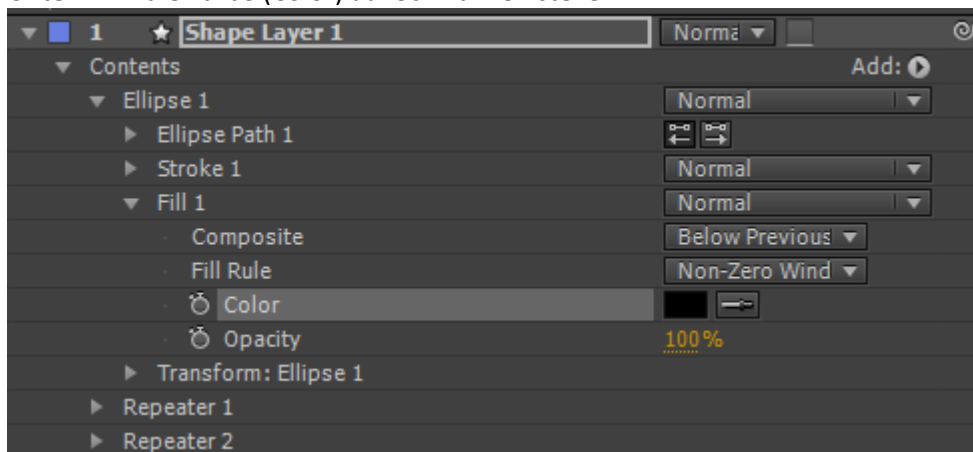 1 Shape Layer 1 Norma
Contents Add:
Ellipse 1 Normal
Ellipse Path 1
Stroke 1 Normal
Fill 1 Normal
Composite Below Previous
Fill Rule Non-Zero Wind
Color
Opacity 100%
Transform: Ellipse 1
Repeater 1
Repeater 2